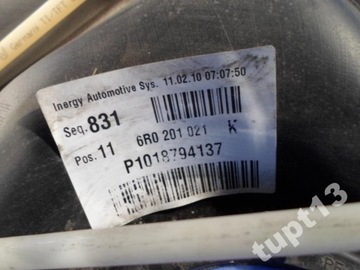 Inergy Automotive Sys. 11.02.10 07:07:50
Seq. 831
Pos. 11 6R0 201 021 K
P1018794137
tupt13